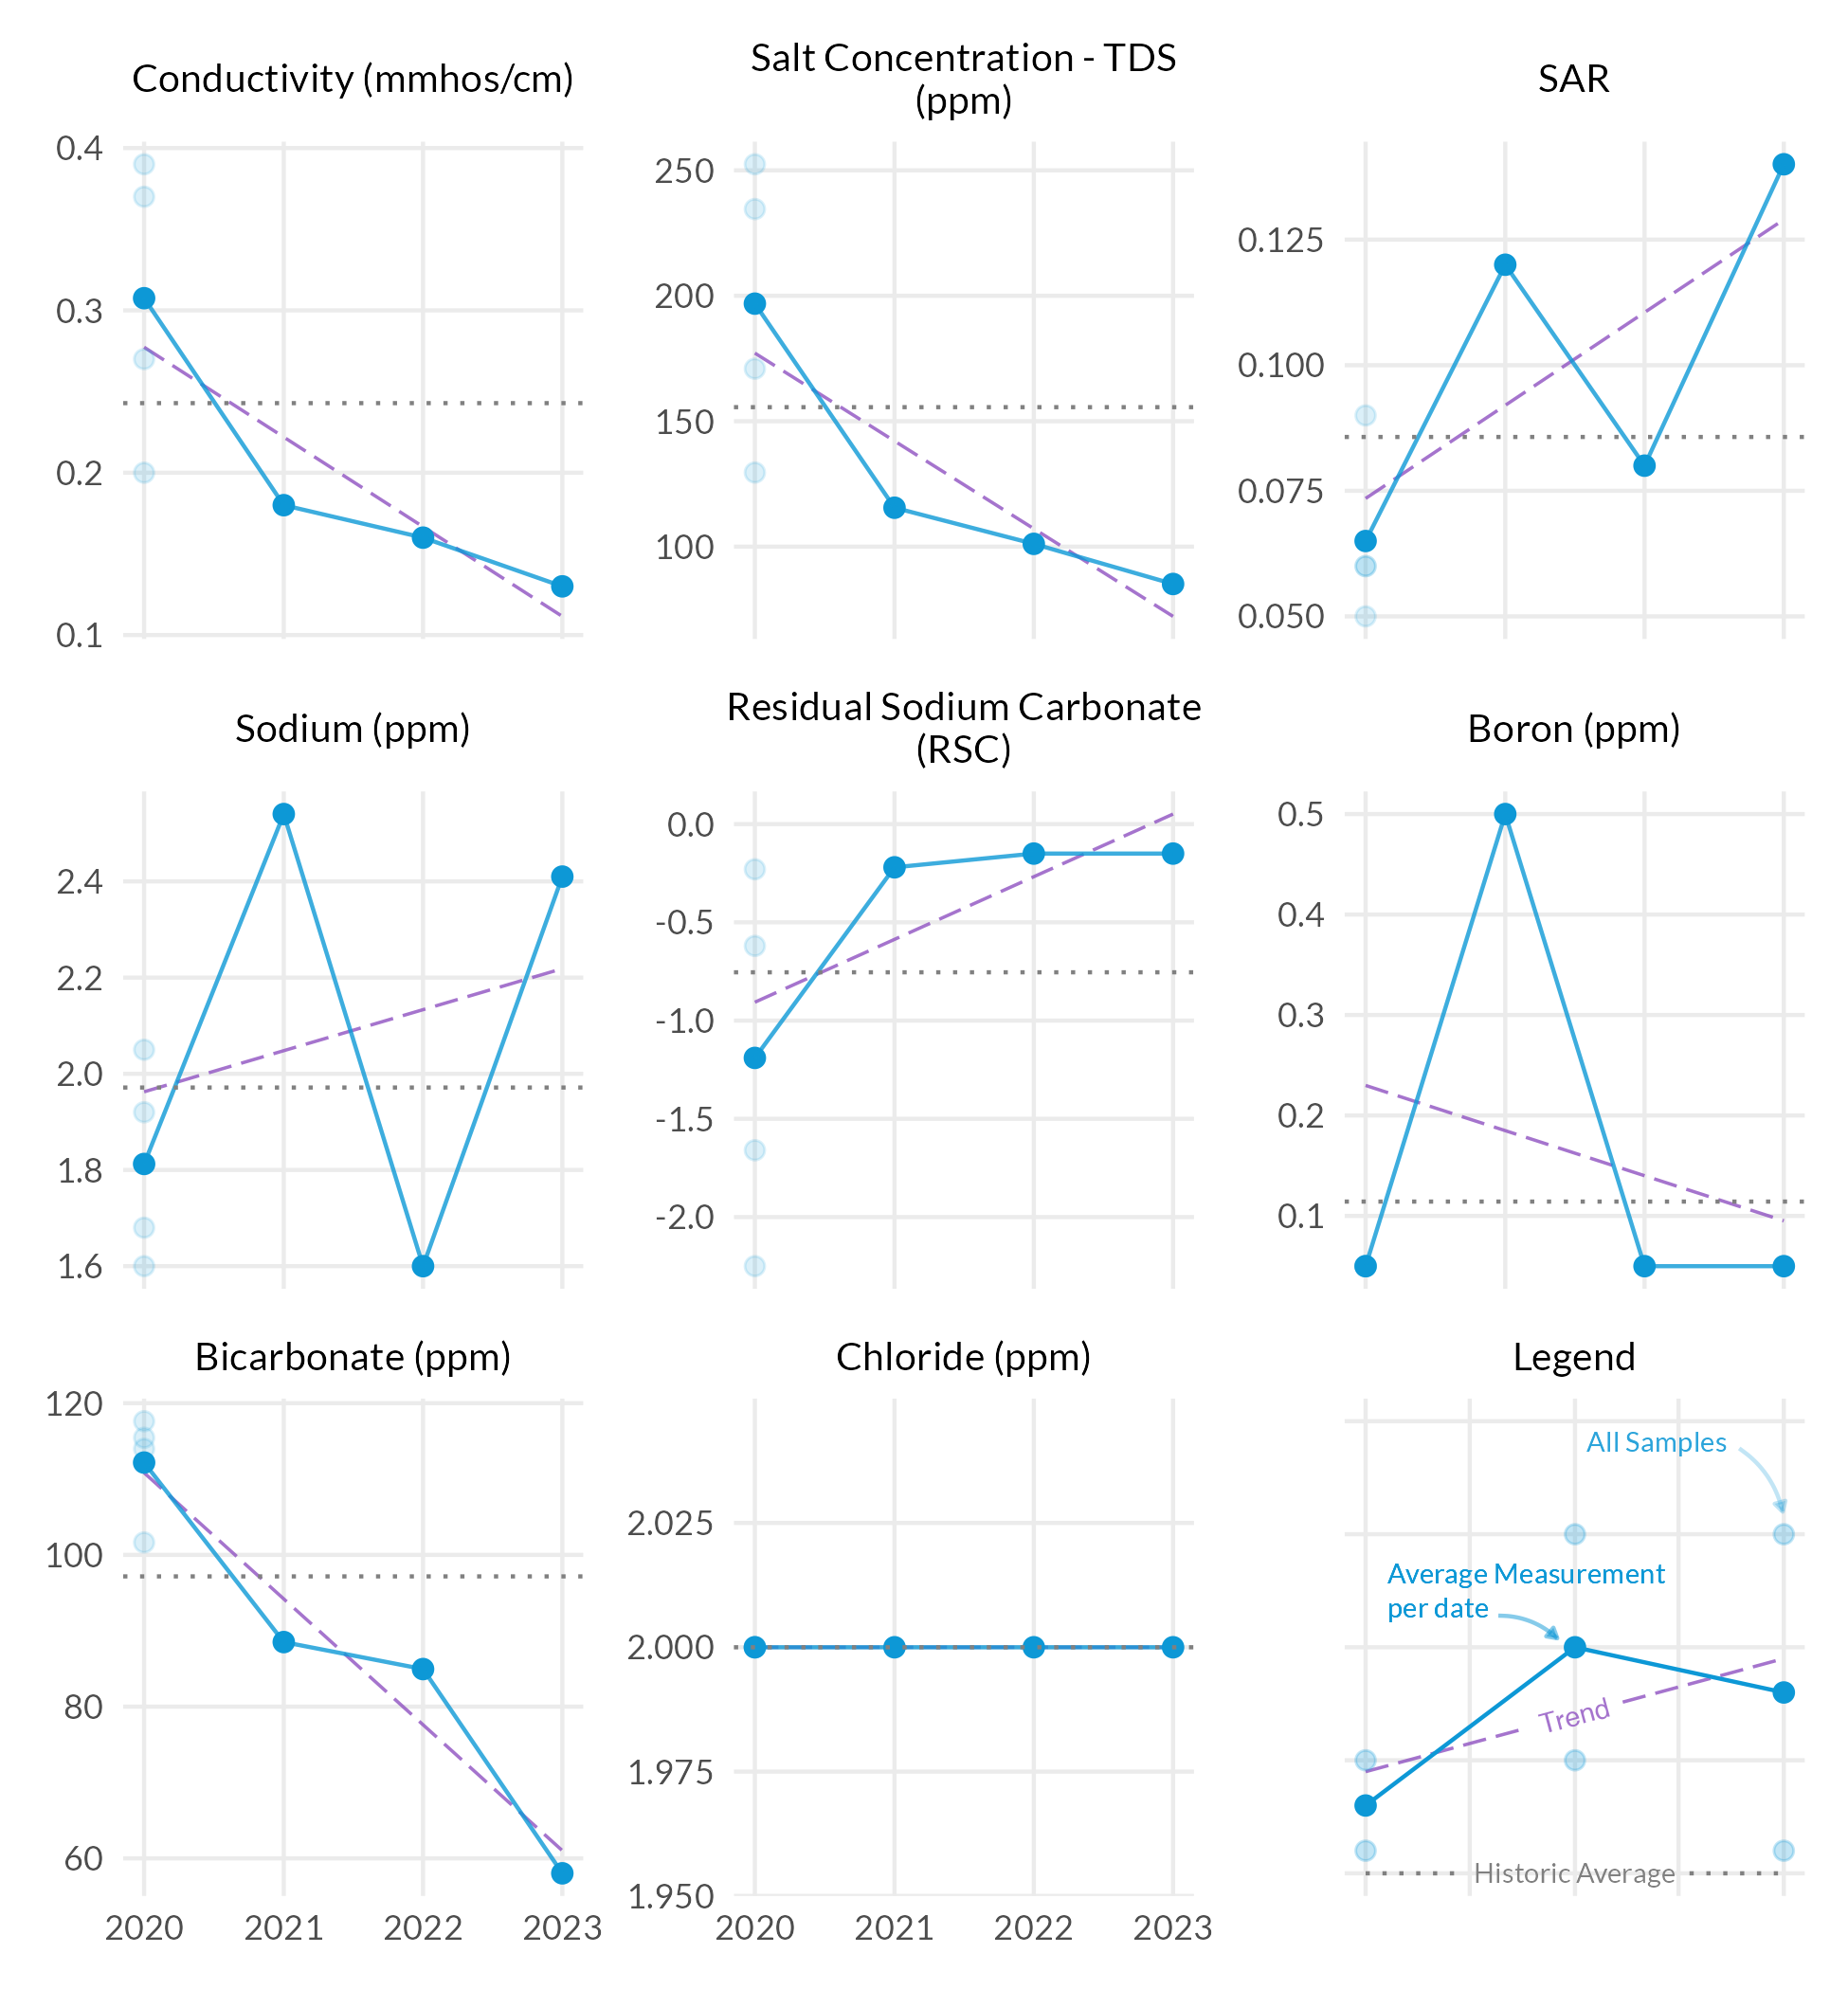 Conductivity (mmhos/cm)
0.4
0.3
0.2
0.1
Salt Concentration - TDS
(ppm)
250
200
150
100
SAR
0.125
0.100
0.075
0.050
Sodium (ppm)
2.4
2.2
2.0
1.8
1.6
Residual Sodium Carbonate
(RSC)
0.0
-0.5
-1.0
-1.5
-2.0
Boron (ppm)
0.5
0.4
0.3
0.2
0.1
Bicarbonate (ppm)
120
100
80
60
2020 2021 2022 2023
Chloride (ppm)
2.025
2.000
1.975
1.950
2020 2021 2022 2023
Legend
All Samples
Average Measurement
per date
Trend
Historic Average